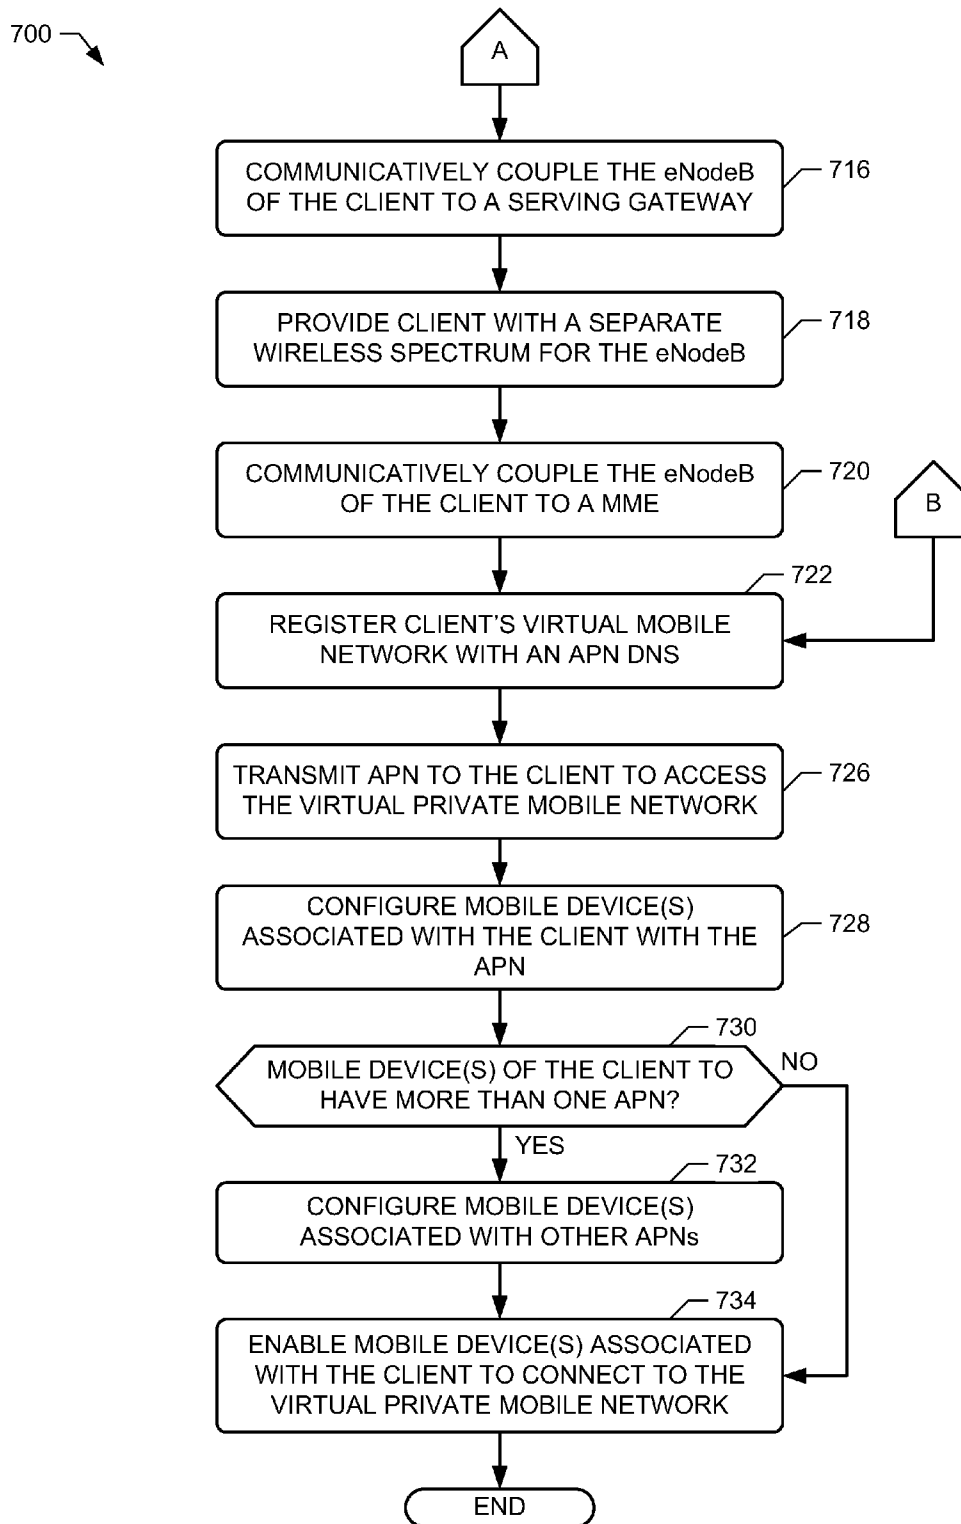 700
A
COMMUNICATIVELY COUPLE THE eNodeB
OF THE CLIENT TO A SERVING GATEWAY
716
PROVIDE CLIENT WITH A SEPARATE
WIRELESS SPECTRUM FOR THE eNodeB
718
COMMUNICATIVELY COUPLE THE eNodeB
OF THE CLIENT TO A MME
720
B
722
REGISTER CLIENT'S VIRTUAL MOBILE
NETWORK WITH AN APN DNS
TRANSMIT APN TO THE CLIENT TO ACCESS
THE VIRTUAL PRIVATE MOBILE NETWORK
726
CONFIGURE MOBILE DEVICE(S)
ASSOCIATED WITH THE CLIENT WITH THE
APN
728
730
MOBILE DEVICE(S) OF THE CLIENT TO
HAVE MORE THAN ONE APN?
NO
YES
732
CONFIGURE MOBILE DEVICE(S)
ASSOCIATED WITH OTHER APNs
734
ENABLE MOBILE DEVICE(S) ASSOCIATED
WITH THE CLIENT TO CONNECT TO THE
VIRTUAL PRIVATE MOBILE NETWORK
END